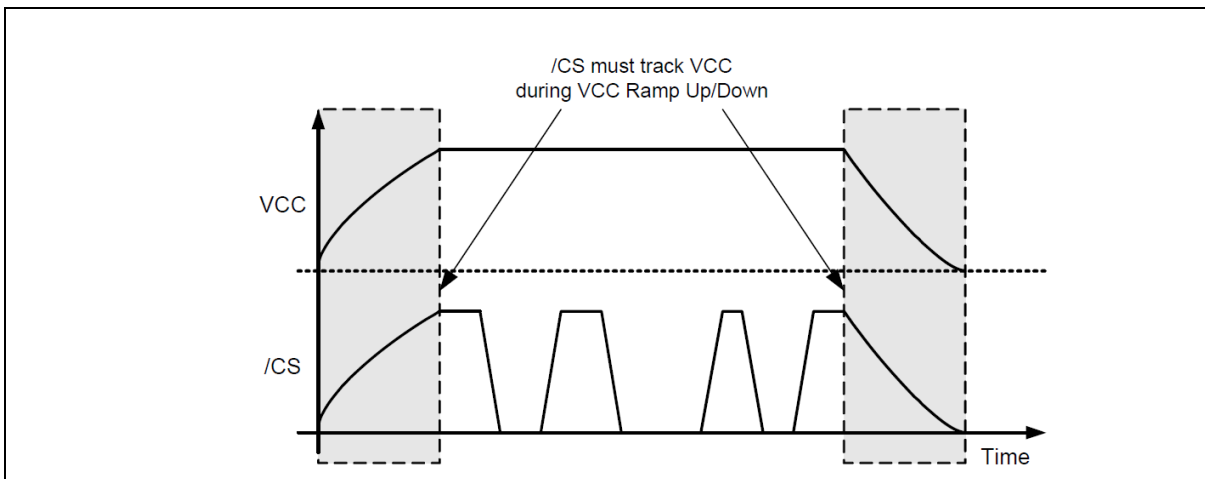 /CS must track VCC
during VCC Ramp Up/Down
VCC
/CS
Time